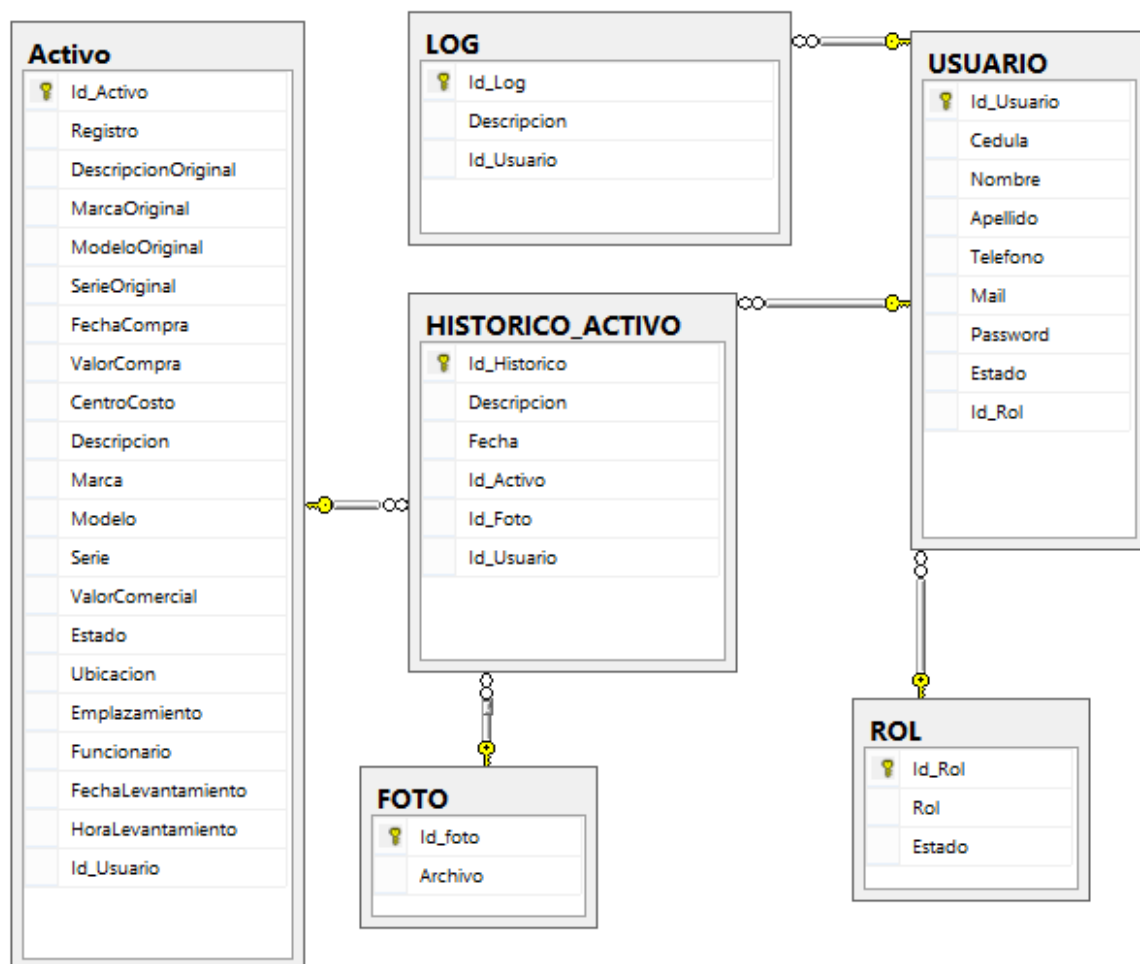 Activo
Id_Activo
Registro
DescripcionOriginal
MarcaOriginal
ModeloOriginal
SerieOriginal
FechaCompra
ValorCompra
CentroCosto
Descripcion
Marca
Modelo
Serie
ValorComercial
Estado
Ubicacion
Emplazamiento
Funcionario
FechaLevantamiento
HoraLevantamiento
Id_Usuario
LOG
Id_Log
Descripcion
Id_Usuario
HISTORICO_ACTIVO
Id_Historico
Descripcion
Fecha
Id_Activo
Id_Foto
Id_Usuario
FOTO
Id_foto
Archivo
USUARIO
Id_Usuario
Cedula
Nombre
Apellido
Telefono
Mail
Password
Estado
Id_Rol
ROL
Id_Rol
Rol
Estado